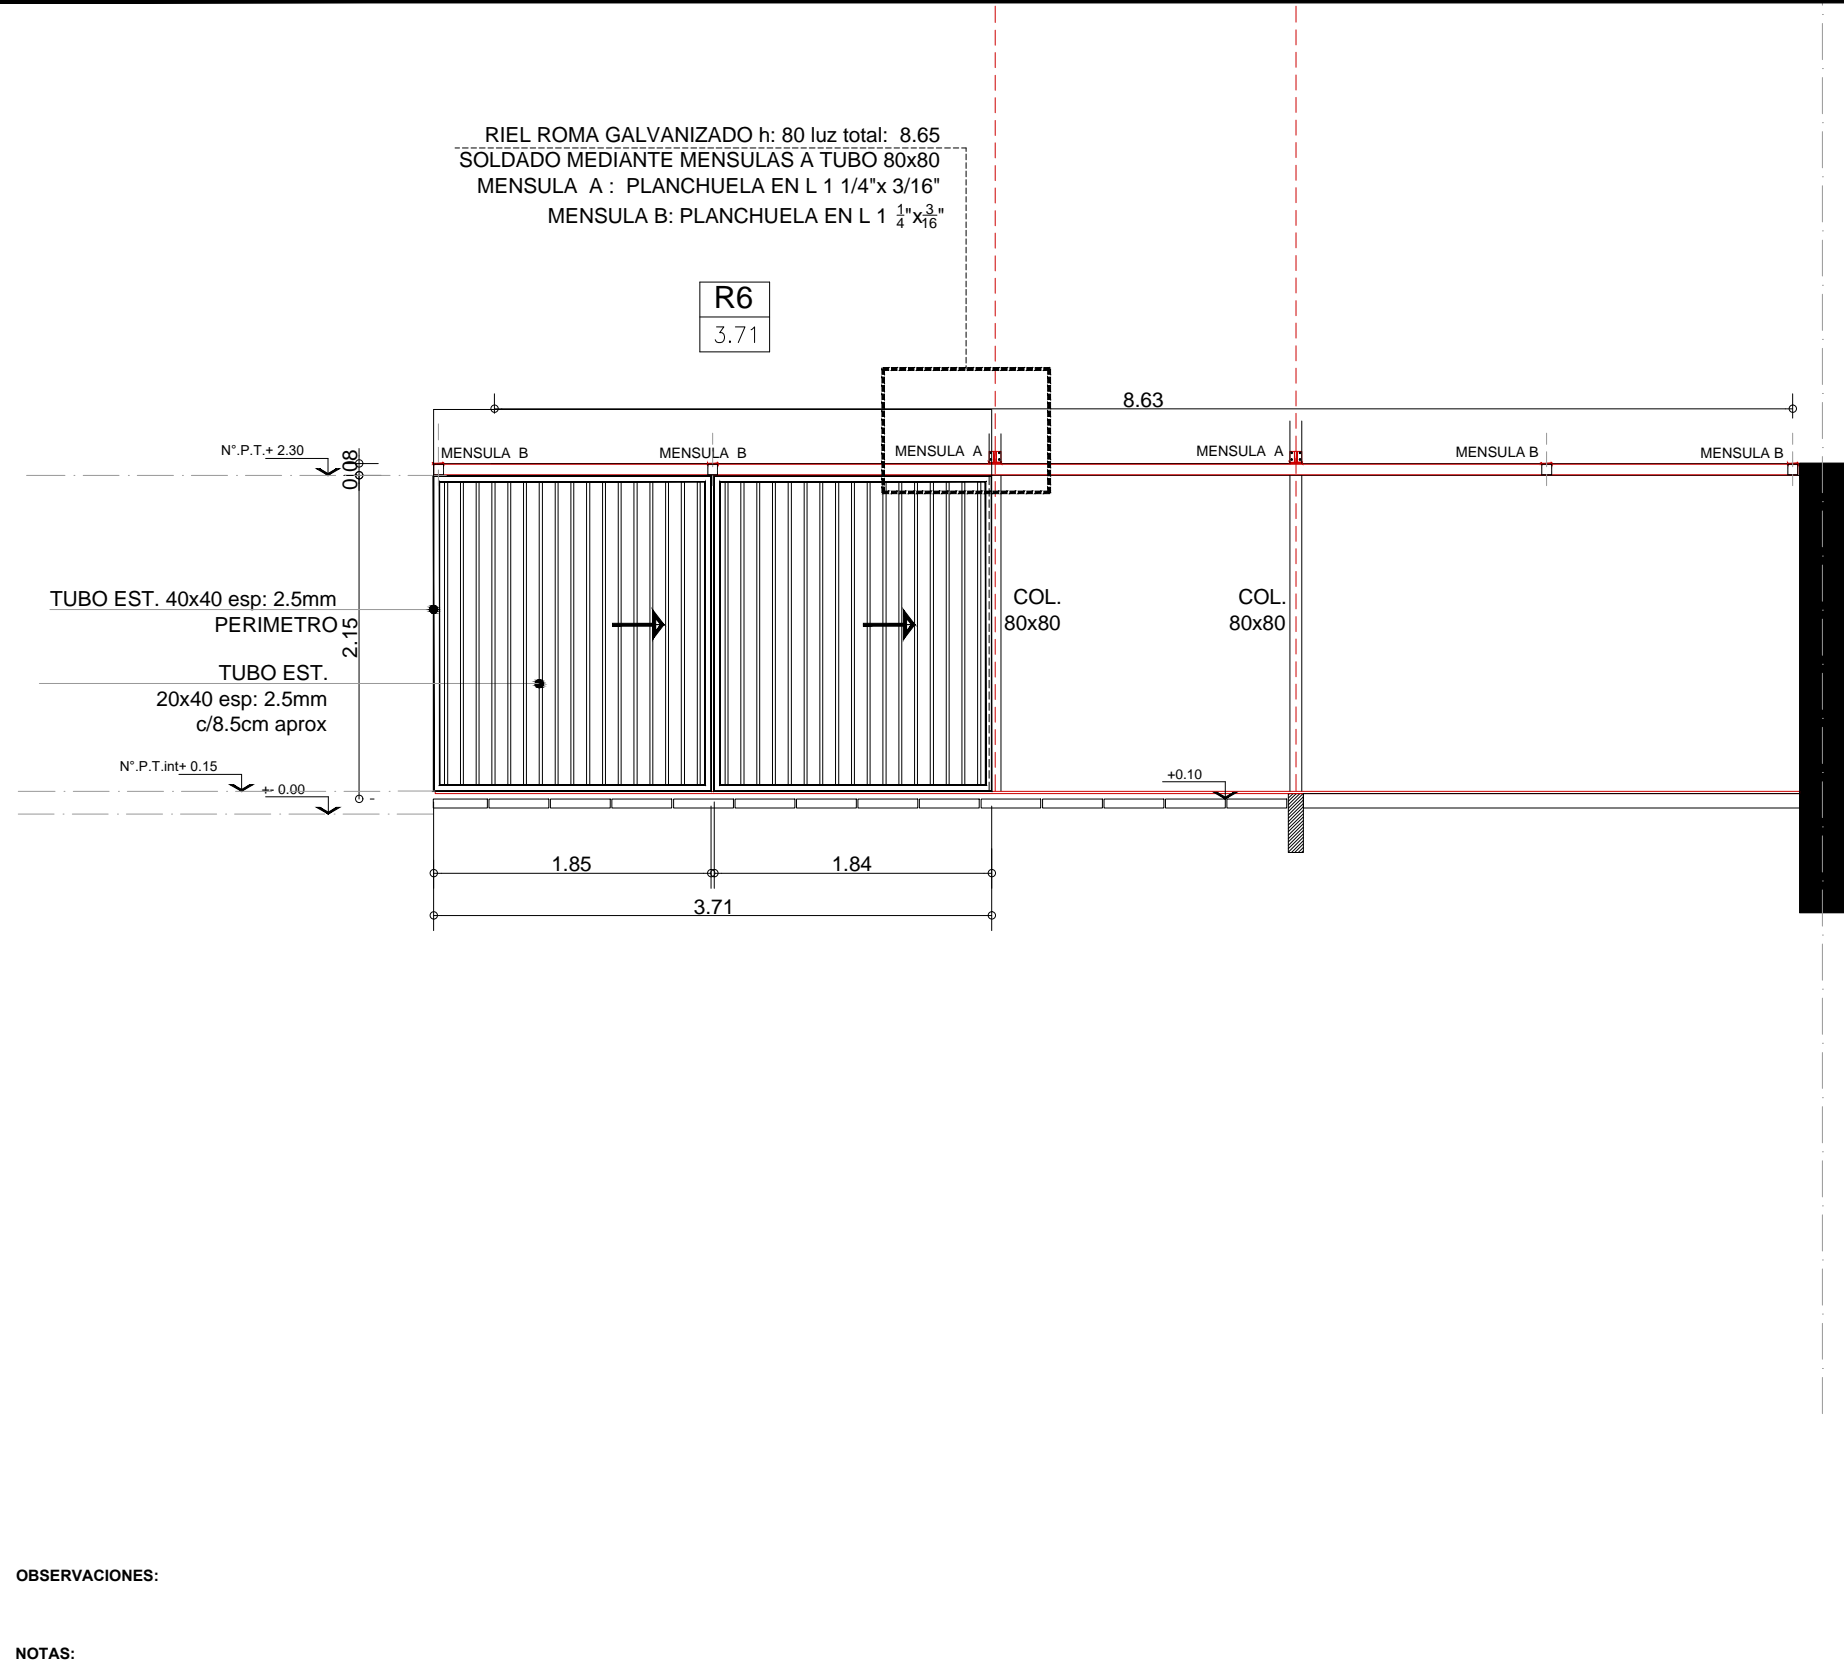 RIEL ROMA GALVANIZADO h: 80 luz total: 8.65
SOLDADO MEDIANTE MENSULAS A TUBO 80x80
MENSULA A : PLANCHUELA EN L 1 1/4"x 3/16"
MENSULA B: PLANCHUELA EN L 1 1/4"x3/16"
R6
3.71
8.63
N°.P.T.+ 2.30
0.08
MENSULA B
MENSULA B
MENSULA A
MENSULA A
MENSULA B
MENSULA B
TUBO EST. 40x40 esp: 2.5mm
PERIMETRO
2.15
COL.
80x80
COL.
80x80
TUBO EST.
20x40 esp: 2.5mm
c/8.5cm aprox
N°.P.T.int+ 0.15
+- 0.00
+0.10
1.85
1.84
3.71
OBSERVACIONES:
NOTAS: